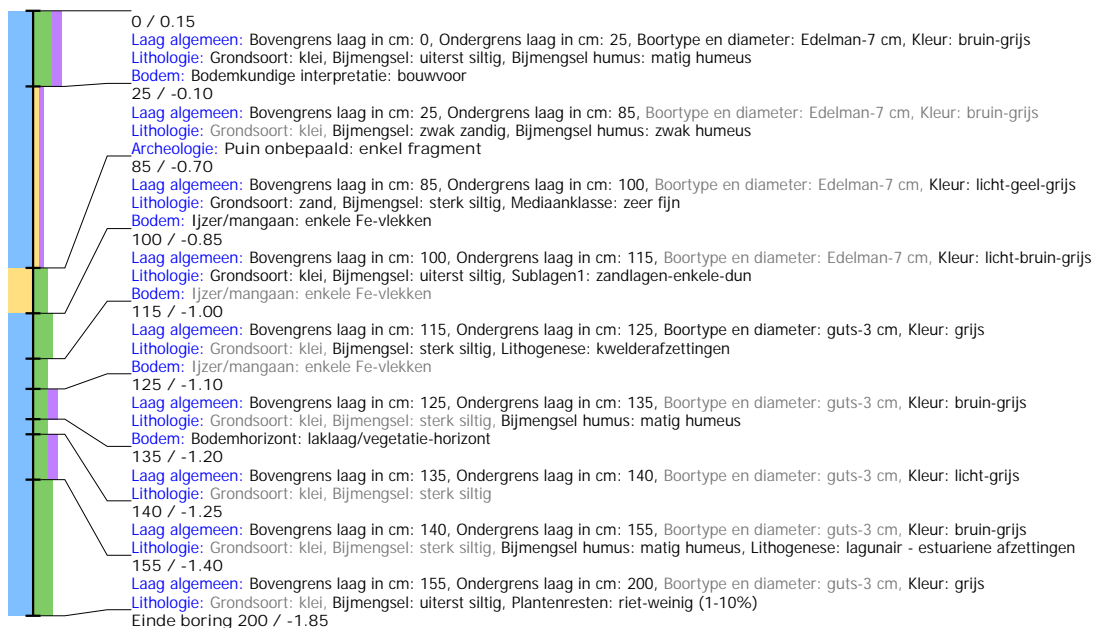 0 / 0.15
Laag algemeen: Bovengrens laag in cm: 0, Ondergrens laag in cm: 25, Boortype en diameter: Edelman-7 cm, Kleur: bruin-grijs
Lithologie: Grondsoort: klei, Bijmengsel: uiterst siltig, Bijmengsel humus: matig humeus
Bodem: Bodemkundige interpretatie: bouwvoor
25 / -0.10
Laag algemeen: Bovengrens laag in cm: 25, Ondergrens laag in cm: 85, Boortype en diameter: Edelman-7 cm, Kleur: bruin-grijs
Lithologie: Grondsoort: klei, Bijmengsel: zwak zandig, Bijmengsel humus: zwak humeus
Archeologie: Puin onbepaald: enkel fragment
85 / -0.70
Laag algemeen: Bovengrens laag in cm: 85, Ondergrens laag in cm: 100, Boortype en diameter: Edelman-7 cm, Kleur: licht-geel-grijs
Lithologie: Grondsoort: zand, Bijmengsel: sterk siltig, Mediaanklasse: zeer fijn
Bodem: Ijzer/mangaan: enkele Fe-vlekken
100 / -0.85
Laag algemeen: Bovengrens laag in cm: 100, Ondergrens laag in cm: 115, Boortype en diameter: Edelman-7 cm, Kleur: licht-bruin-grijs
Lithologie: Grondsoort: klei, Bijmengsel: uiterst siltig, Sublagen1: zandlagen-enkele-dun
Bodem: Ijzer/mangaan: enkele Fe-vlekken
115 / -1.00
Laag algemeen: Bovengrens laag in cm: 115, Ondergrens laag in cm: 125, Boortype en diameter: guts-3 cm, Kleur: grijs
Lithologie: Grondsoort: klei, Bijmengsel: sterk siltig, Lithogenese: kwelderafzettingen
Bodem: Ijzer/mangaan: enkele Fe-vlekken
125 / -1.10
Laag algemeen: Bovengrens laag in cm: 125, Ondergrens laag in cm: 135, Boortype en diameter: guts-3 cm, Kleur: bruin-grijs
Lithologie: Grondsoort: klei, Bijmengsel: sterk siltig, Bijmengsel humus: matig humeus
Bodem: Bodemhorizont: laklaag/vegetatie-horizont
135 / -1.20
Laag algemeen: Bovengrens laag in cm: 135, Ondergrens laag in cm: 140, Boortype en diameter: guts-3 cm, Kleur: licht-grijs
Lithologie: Grondsoort: klei, Bijmengsel: sterk siltig
140 / -1.25
Laag algemeen: Bovengrens laag in cm: 140, Ondergrens laag in cm: 155, Boortype en diameter: guts-3 cm, Kleur: bruin-grijs
Lithologie: Grondsoort: klei, Bijmengsel: sterk siltig, Bijmengsel humus: matig humeus, Lithogenese: lagunair - estuariene afzettingen
155 / -1.40
Laag algemeen: Bovengrens laag in cm: 155, Ondergrens laag in cm: 200, Boortype en diameter: guts-3 cm, Kleur: grijs
Lithologie: Grondsoort: klei, Bijmengsel: uiterst siltig, Plantenresten: riet-weinig (1-10%)
Einde boring 200 / -1.85